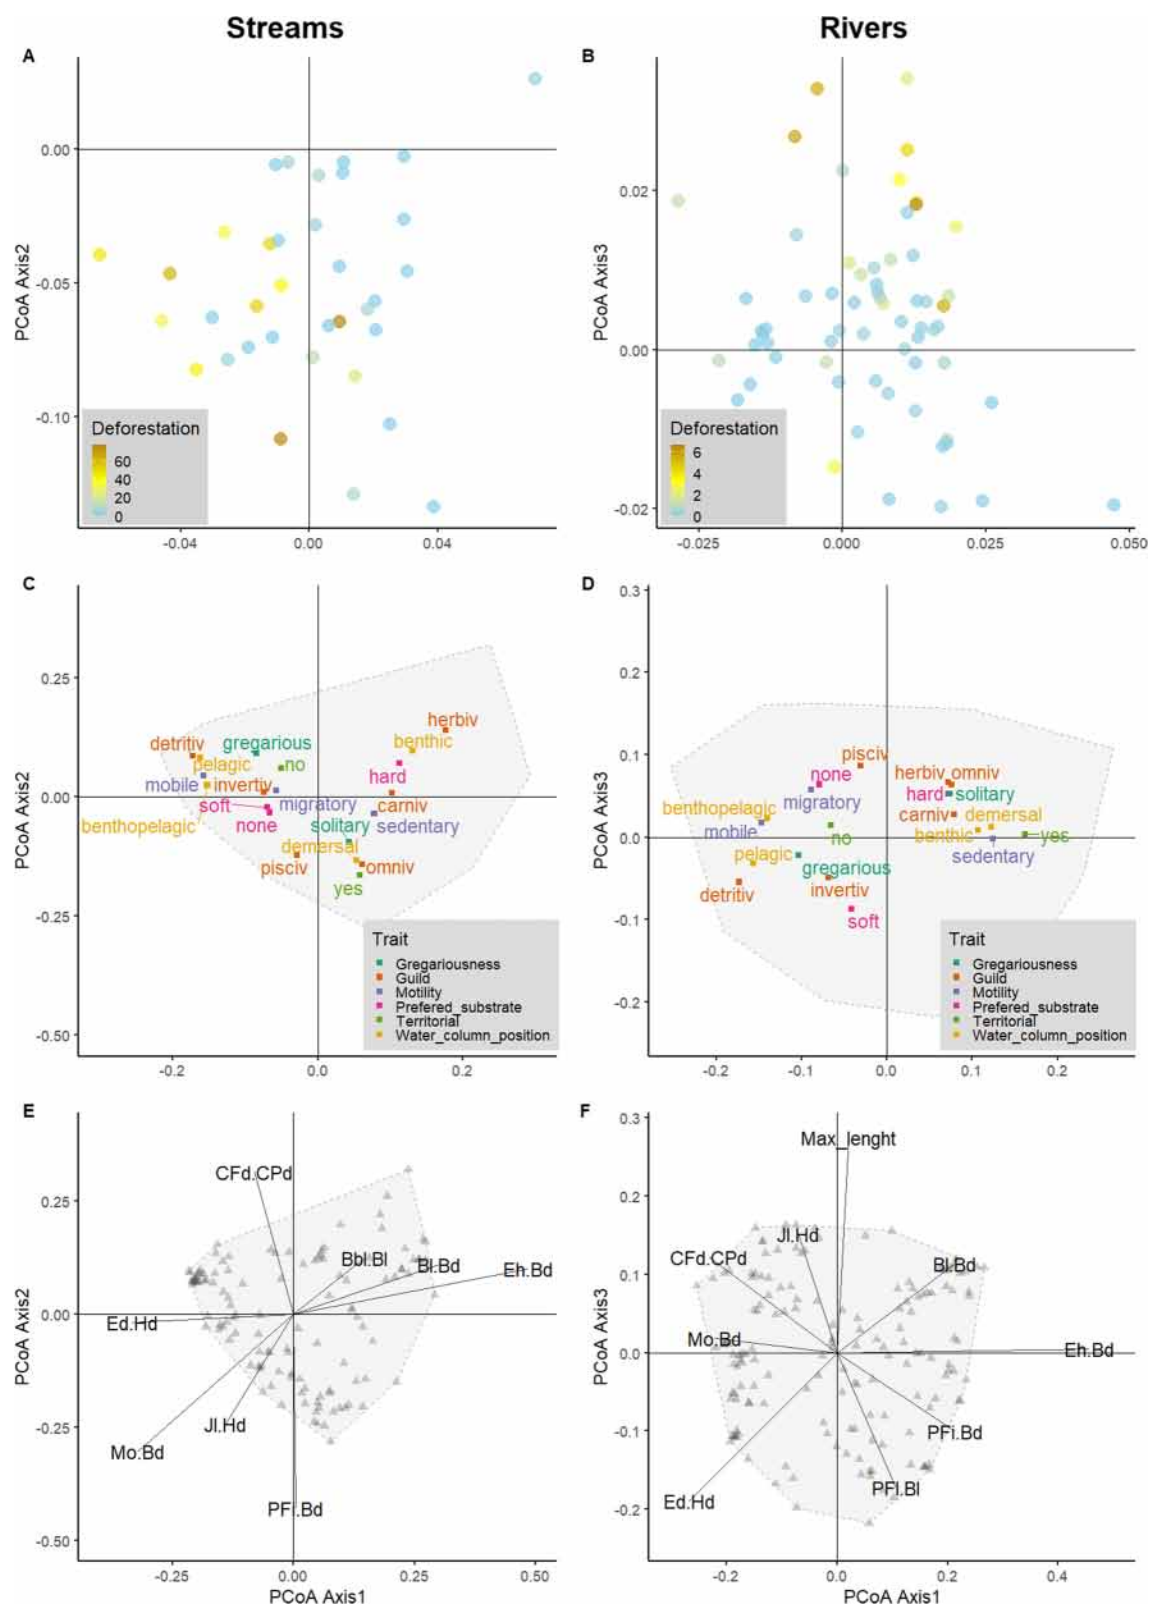 Streams
Rivers
A
B
0.00
-0.05
-0.10
PCoA Axis2
Deforestation
60
40
20
0
-0.04
0.00
0.04
0.02
0.00
-0.02
PCoA Axis3
Deforestation
6
4
2
0
-0.025
0.000
0.025
0.050
C
D
0.25
0.00
-0.25
-0.50
PCoA Axis2
herbiv
benthic
detritiv
gregarious
pelagic
no
hard
mobile
invertiv
migratory
carniv
soft
none
benthopelagic
solitary
sedentary
demersal
pisciv
omniv
yes
Trait
Gregariousness
Guild
Motility
Prefered_substrate
Territorial
Water_column_position
-0.2
0.0
0.2
0.3
0.2
0.1
0.0
-0.1
-0.2
PCoA Axis3
pisciv
none
herbiv
omniv
migratory
hard
solitary
benthopelagic
carniv
demersal
mobile
no
benthic
yes
pelagic
sedentary
gregarious
detritiv
invertiv
soft
Trait
Gregariousness
Guild
Motility
Prefered_substrate
Territorial
Water_column_position
-0.2
-0.1
0.0
0.1
0.2
E
F
0.25
0.00
-0.25
-0.50
PCoA Axis2
CFd.CPd
Bbl.Bl
Bl.Bd
Eh.Bd
Ed.Hd
Jl.Hd
Mo.Bd
PFi.Bd
-0.25
0.00
0.25
0.50
PCoA Axis1
0.3
0.2
0.1
0.0
-0.1
-0.2
PCoA Axis3
Max_lenght
Jl.Hd
CFd.CPd
Bl.Bd
Mo.Bd
Eh.Bd
PFi.Bd
PFl.Bl
Ed.Hd
-0.2
0.0
0.2
0.4
PCoA Axis1